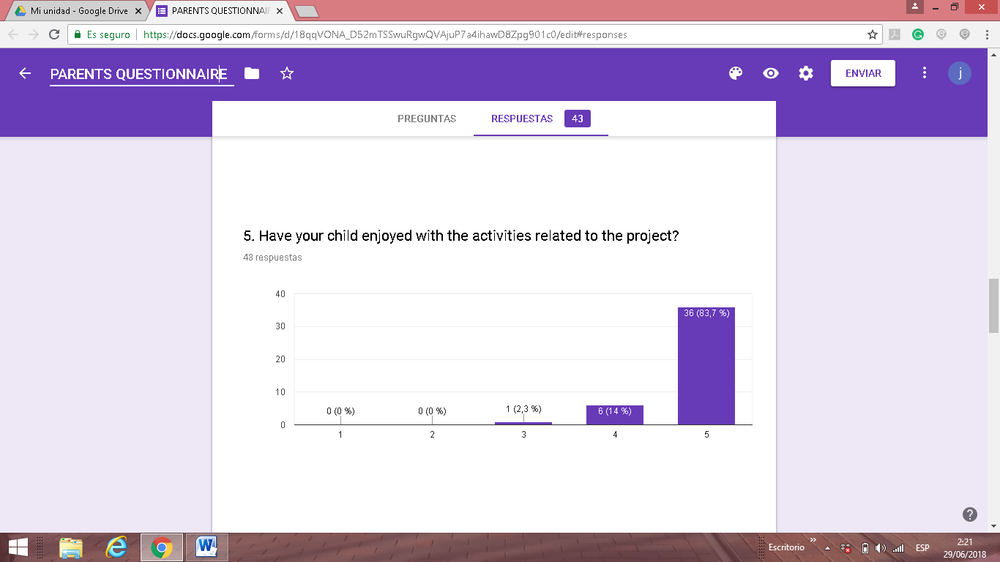 Mi unidad - Google Drive
PARENTS QUESTIONNAIR
Es seguro
https://docs.google.com/forms/d/18qqVONA_D52mTSSwuRgwQVAjuP7a4ihawD8Zpg901c0/edit#responses
PARENTS QUESTIONNAIRE
ENVIAR
j
PREGUNTAS
RESPUESTAS 43
5. Have your child enjoyed with the activities related to the project?
43 respuestas
40
30
20
10
0
0 (0 %)
0 (0 %)
1 (2,3 %)
6 (14 %)
36 (83,7 %)
1 2 3 4 5
Escritorio
ESP
2:21
29/06/2018